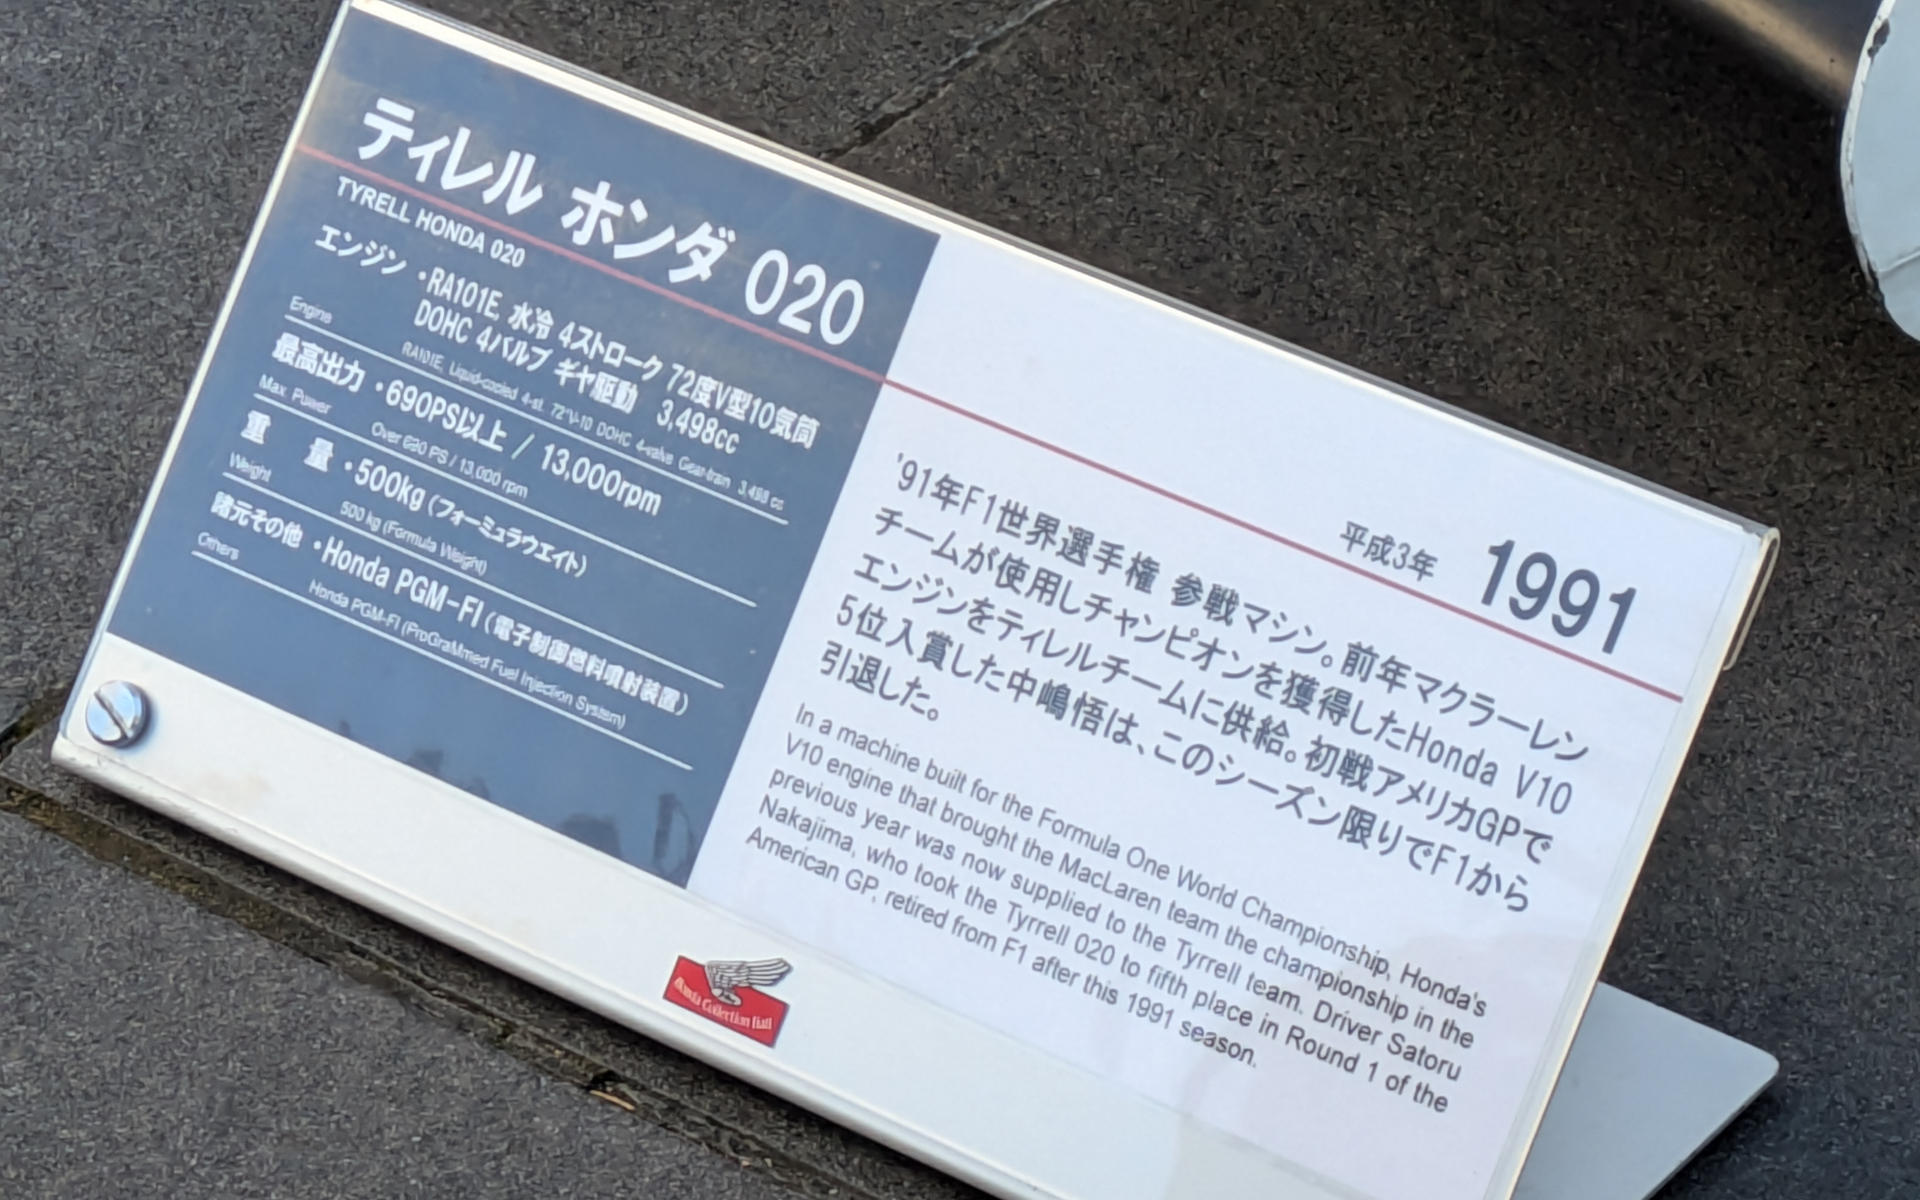 ティレル ホンダ 020
TYRELL HONDA 020
エンジン ・RA101E, 水冷 4ストローク 72度V型10気筒
DOHC 4バルブ ギヤ駆動 3,498cc
Engine RA101E, Liquid-cooled 4-st. 72°V-10 DOHC 4-valve Gear-train 3,498 cc
最高出力 ・690PS以上 / 13,000rpm
Max. Power Over 690 PS / 13,000 rpm
重 量 ・500kg (フォーミュラウエイト)
Weight 500 kg (Formula Weight)
諸元その他 ・Honda PGM-FI (電子制御燃料噴射装置)
Others Honda PGM-FI (ProGraMmed Fuel Injection System)
平成3年 1991
'91年F1世界選手権 参戦マシン。前年マクラーレン
チームが使用しチャンピオンを獲得したHonda V10
エンジンをティレルチームに供給。初戦アメリカGPで
5位入賞した中嶋悟は、このシーズン限りでF1から
引退した。
In a machine built for the Formula One World Championship, Honda's
V10 engine that brought the MacLaren team the championship in the
previous year was now supplied to the Tyrrell team. Driver Satoru
Nakajima, who took the Tyrrell 020 to fifth place in Round 1 of the
American GP, retired from F1 after this 1991 season.
Honda Collection Hall